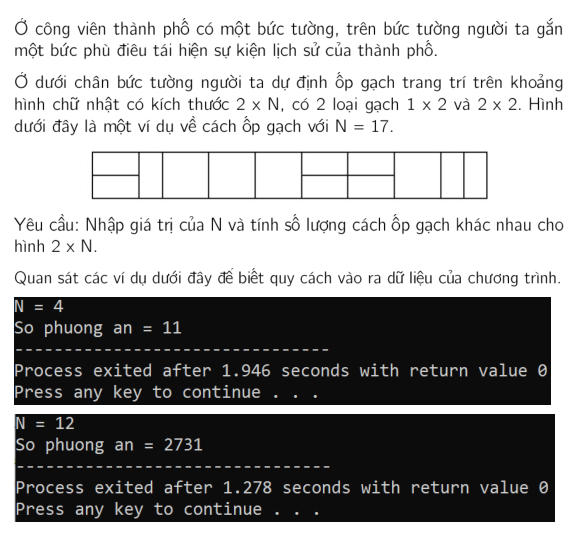 Ở công viên thành phố có một bức tường, trên bức tường người ta gắn
một bức phù điêu tái hiện sự kiện lịch sử của thành phố.
Ở dưới chân bức tường người ta dự định ốp gạch trang trí trên khoảng
hình chữ nhật có kích thước 2 × N, có 2 loại gạch 1 × 2 và 2 × 2. Hình
dưới đây là một ví dụ về cách ốp gạch với N = 17.
Yêu cầu: Nhập giá trị của N và tính số lượng cách ốp gạch khác nhau cho
hình 2 × N.
Quan sát các ví dụ dưới đây để biết quy cách vào ra dữ liệu của chương trình.
N = 4
So phuong an = 11
--------------------------------
Process exited after 1.946 seconds with return value 0
Press any key to continue . . .
N = 12
So phuong an = 2731
--------------------------------
Process exited after 1.278 seconds with return value 0
Press any key to continue . . .